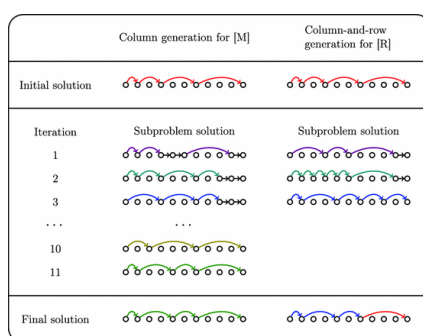 Column generation for [M]
Column-and-row
generation for [R]
Initial solution
Iteration
Subproblem solution
Subproblem solution
1
2
3
...
...
10
11
Final solution